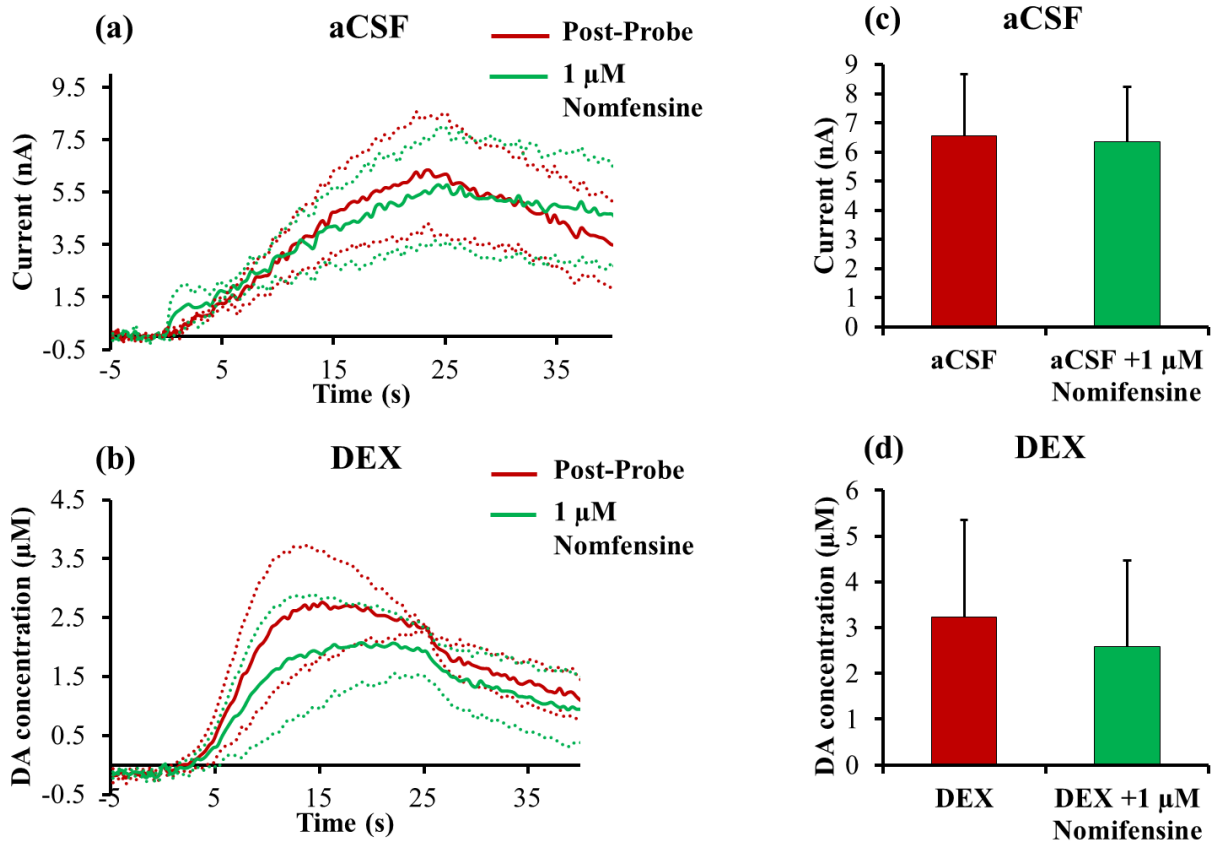 (a)
aCSF
Post-Probe
1 µM
Nomfensine
Current (nA)
9.5
7.5
5.5
3.5
1.5
-0.5
-5
5
15
25
35
Time (s)
(c)
aCSF
Current (nA)
9
8
7
6
5
4
3
2
1
0
aCSF
aCSF +1 µM
Nomifensine
(b)
DEX
Post-Probe
1 µM
Nomfensine
DA concentration (µM)
4.5
3.5
2.5
1.5
0.5
-0.5
-5
5
15
25
35
Time (s)
(d)
DEX
DA concentration (µM)
6
5
4
3
2
1
0
DEX
DEX +1 µM
Nomifensine